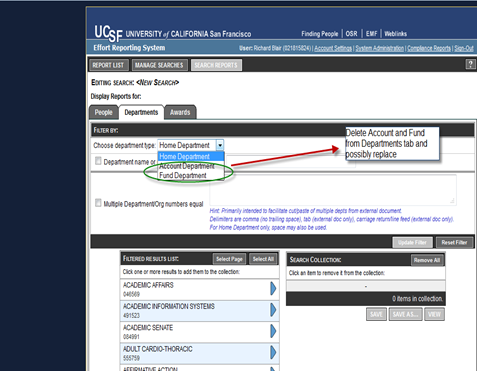 UCSF UNIVERSITY of CALIFORNIA San Francisco
Finding People | OSR | EMF | Weblinks
Effort Reporting System
User: Richard Blair (021815824) | Account Settings | System Administration | Compliance Reports | Sign-Out
REPORT LIST MANAGE SEARCHES SEARCH REPORTS ?
EDITING SEARCH: <NEW SEARCH>
Display Reports for:
People Departments Awards
FILTER BY:
Choose department type: Home Department
Home Department
Account Department
Fund Department
Department name or
Delete Account and Fund
from Departments tab and
possibly replace
Multiple Department/Org numbers equal
Hint: Primarily intended to facilitate cut/paste of multiple depts from external document.
Delimiters are comma (no trailing space), tab (external doc only), carriage return/line feed (external doc only).
For Home Department only, space may also be used.
Update Filter Reset Filter
FILTERED RESULTS LIST: Select Page Select All
Click one or more results to add them to the collection:
ACADEMIC AFFAIRS
046569
ACADEMIC INFORMATION SYSTEMS
491523
ACADEMIC SENATE
084991
ADULT CARDIO-THORACIC
555759
AFFIRMATIVE ACTION
SEARCH COLLECTION: Remove All
Click an item to remove it from the collection:
-
0 items in collection.
SAVE SAVE AS... VIEW